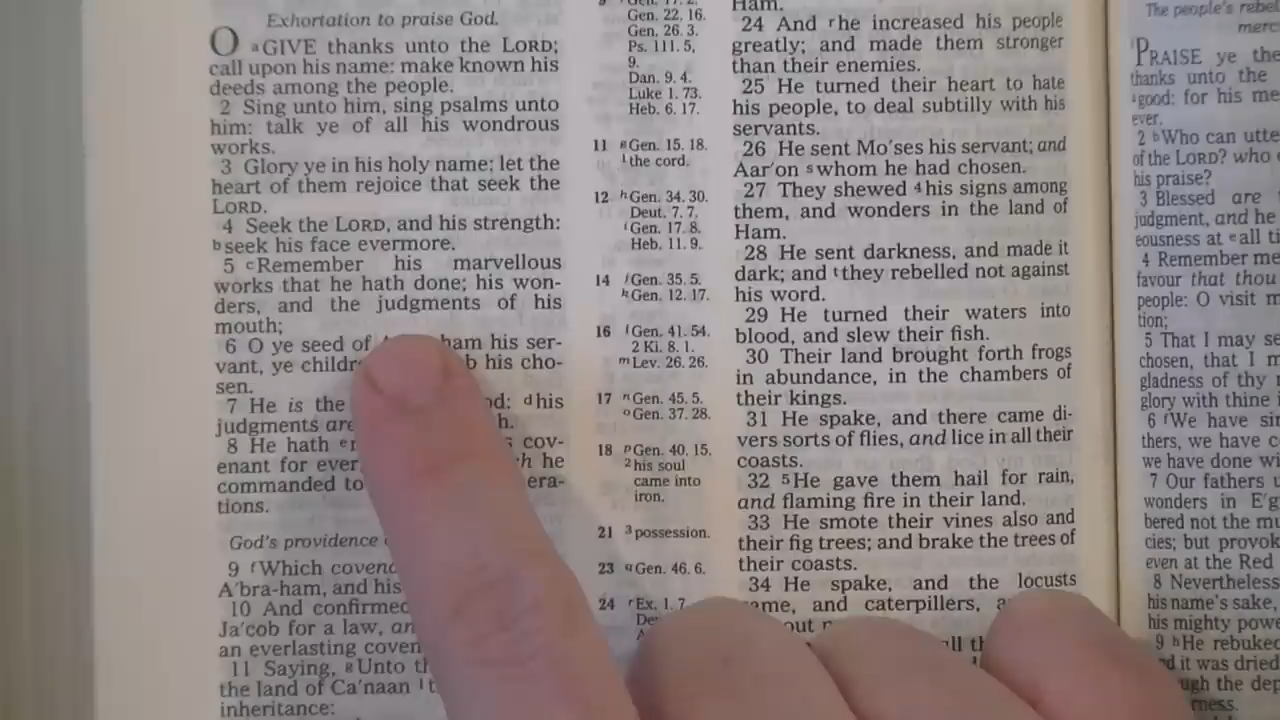 Exhortation to praise God.
O a GIVE thanks unto the LORD;
call upon his name: make known his
deeds among the people.
2 Sing unto him, sing psalms unto
him: talk ye of all his wondrous
works.
3 Glory ye in his holy name: let the
heart of them rejoice that seek the
LORD.
4 Seek the LORD, and his strength:
b seek his face evermore.
5 c Remember his marvellous
works that he hath done; his won-
ders, and the judgments of his
mouth;
6 O ye seed of ham his ser-
vant, ye childr b his cho-
sen.
7 He is the od: d his
judgments are h.
8 He hath e r s cov-
enant for ever h he
commanded to era-
tions.
God's providence
9 f Which coven
A'bra-ham, and his
10 And confirmed
Ja'cob for a law, an
an everlasting coven
11 Saying, g Unto th
the land of Ca'naan 1 t
inheritance:
Gen. 22. 16.
Gen. 26. 3.
Ps. 111. 5,
9.
Dan. 9. 4.
Luke 1. 73.
Heb. 6. 17.
11 g Gen. 15. 18.
1 the cord.
12 h Gen. 34. 30.
Deut. 7. 7.
i Gen. 17. 8.
Heb. 11. 9.
14 j Gen. 35. 5.
k Gen. 12. 17.
16 l Gen. 41. 54.
2 Ki. 8. 1.
m Lev. 26. 26.
17 n Gen. 45. 5.
o Gen. 37. 28.
18 p Gen. 40. 15.
2 his soul
came into
iron.
21 3 possession.
23 q Gen. 46. 6.
24 r Ex. 1. 7
Ham.
24 And r he increased his people
greatly; and made them stronger
than their enemies.
25 He turned their heart to hate
his people, to deal subtilly with his
servants.
26 He sent Mo'ses his servant; and
Aar'on s whom he had chosen.
27 They shewed 4 his signs among
them, and wonders in the land of
Ham.
28 He sent darkness, and made it
dark; and t they rebelled not against
his word.
29 He turned their waters into
blood, and slew their fish.
30 Their land brought forth frogs
in abundance, in the chambers of
their kings.
31 He spake, and there came di-
vers sorts of flies, and lice in all their
coasts.
32 5 He gave them hail for rain,
and flaming fire in their land.
33 He smote their vines also and
their fig trees; and brake the trees of
their coasts.
34 He spake, and the locusts
ame, and caterpillers, a
out
all th
The people's rebel
merc
PRAISE ye the
thanks unto the
good: for his me
ever.
2 b Who can utte
of the LORD? who
his praise?
3 Blessed are
judgment, and he
eousness at c all ti
4 Remember me
favour that thou
people: O visit m
tion;
5 That I may se
chosen, that I m
gladness of thy
glory with thine i
6 f We have sin
thers, we have c
we have done wi
7 Our fathers u
wonders in E'g
bered not the mu
cies; but provok
even at the Red
8 Nevertheless
his name's sake,
his mighty powe
9 h He rebuked
d it was dried
ugh the dep
rness.